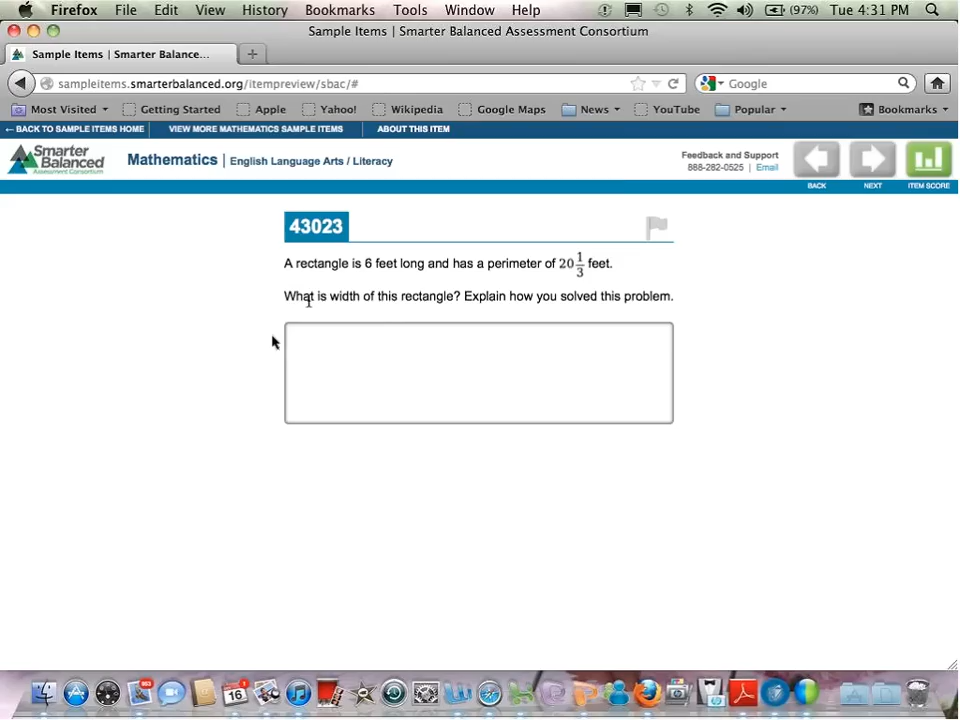 Firefox File Edit View History Bookmarks Tools Window Help (97%) Tue 4:31 PM
Sample Items | Smarter Balanced Assessment Consortium
Sample Items | Smarter Balance...
sampleitems.smarterbalanced.org/itempreview/sbac/# Google
Most Visited Getting Started Apple Yahoo! Wikipedia Google Maps News YouTube Popular Bookmarks
← BACK TO SAMPLE ITEMS HOME VIEW MORE MATHEMATICS SAMPLE ITEMS ABOUT THIS ITEM
Smarter Balanced Assessment Consortium
Mathematics | English Language Arts / Literacy
Feedback and Support
888-282-0525 | Email
BACK NEXT ITEM SCORE
43023
A rectangle is 6 feet long and has a perimeter of 20 1/3 feet.
What is width of this rectangle? Explain how you solved this problem.
16